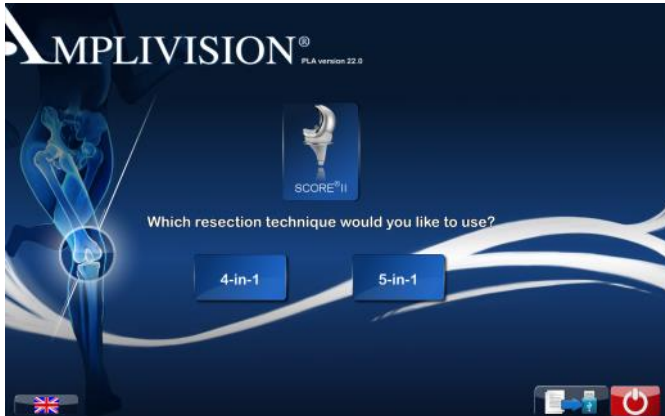 AMPLIVISION®
PLA version 22.0
SCORE®II
Which resection technique would you like to use?
4-in-1
5-in-1